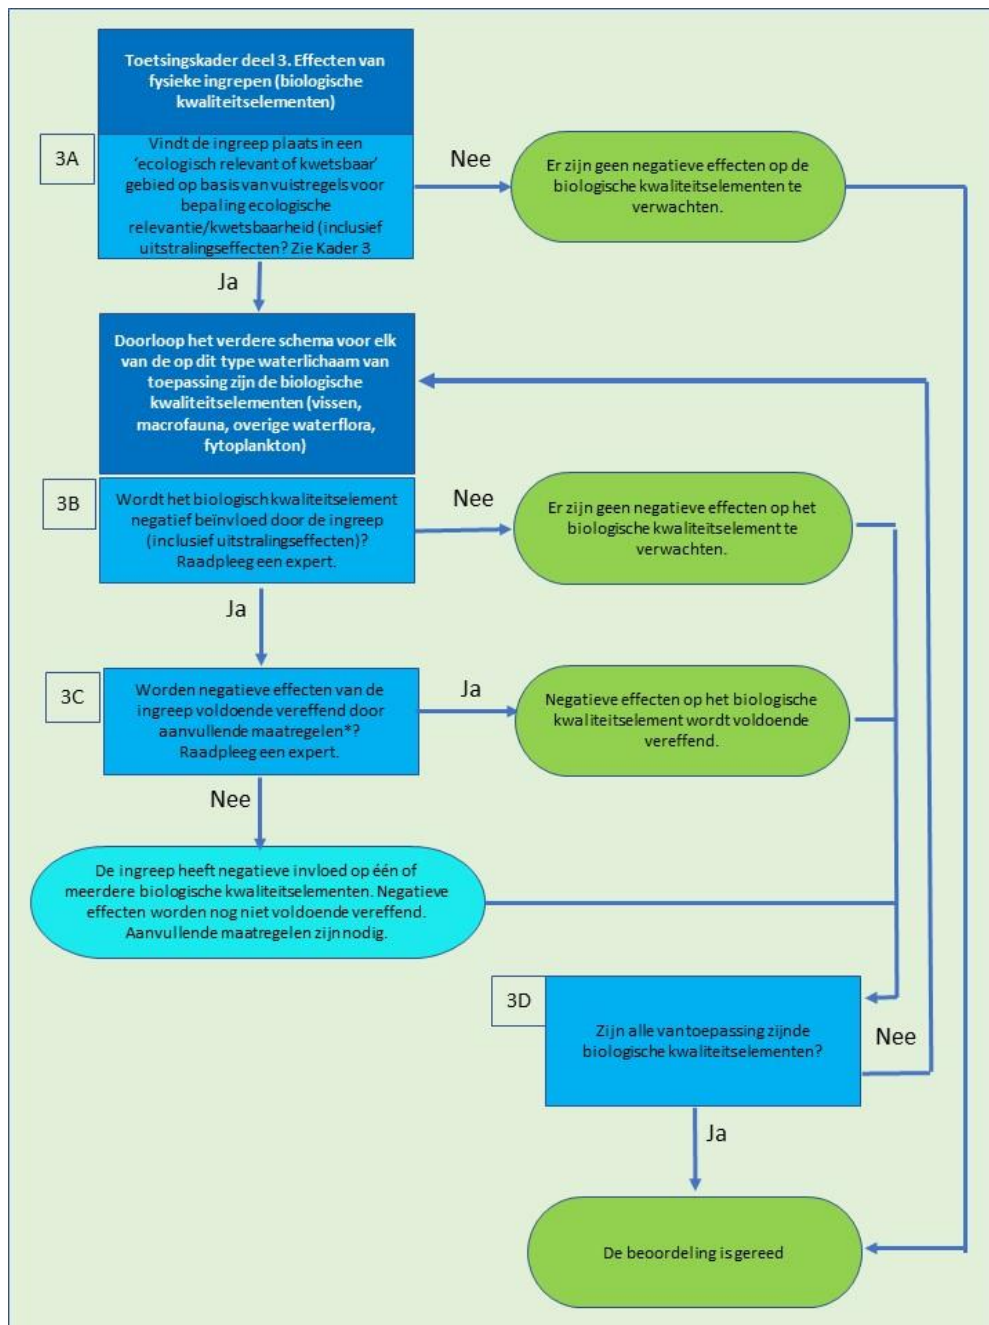 Toetsingskader deel 3. Effecten van
fysieke ingrepen (biologische
kwaliteitselementen)
3A
Vindt de ingreep plaats in een
'ecologisch relevant of kwetsbaar'
gebied op basis van vuistregels voor
bepaling ecologische
relevantie/kwetsbaarheid (inclusief
uitstralingseffecten? Zie Kader 3
Nee
Er zijn geen negatieve effecten op de
biologische kwaliteitselementen te
verwachten.
Ja
Doorloop het verdere schema voor elk
van de op dit type waterlichaam van
toepassing zijn de biologische
kwaliteitselementen (vissen,
macrofauna, overige waterflora,
fytoplankton)
3B
Wordt het biologisch kwaliteitselement
negatief beïnvloed door de ingreep
(inclusief uitstralingseffecten)?
Raadpleeg een expert.
Nee
Er zijn geen negatieve effecten op het
biologische kwaliteitselement te
verwachten.
Ja
3C
Worden negatieve effecten van de
ingreep voldoende vereffend door
aanvullende maatregelen*?
Raadpleeg een expert.
Ja
Negatieve effecten op het biologische
kwaliteitselement wordt voldoende
vereffend.
Nee
De ingreep heeft negatieve invloed op één of
meerdere biologische kwaliteitselementen. Negatieve
effecten worden nog niet voldoende vereffend.
Aanvullende maatregelen zijn nodig.
3D
Zijn alle van toepassing zijnde
biologische kwaliteitselementen?
Nee
Ja
De beoordeling is gereed